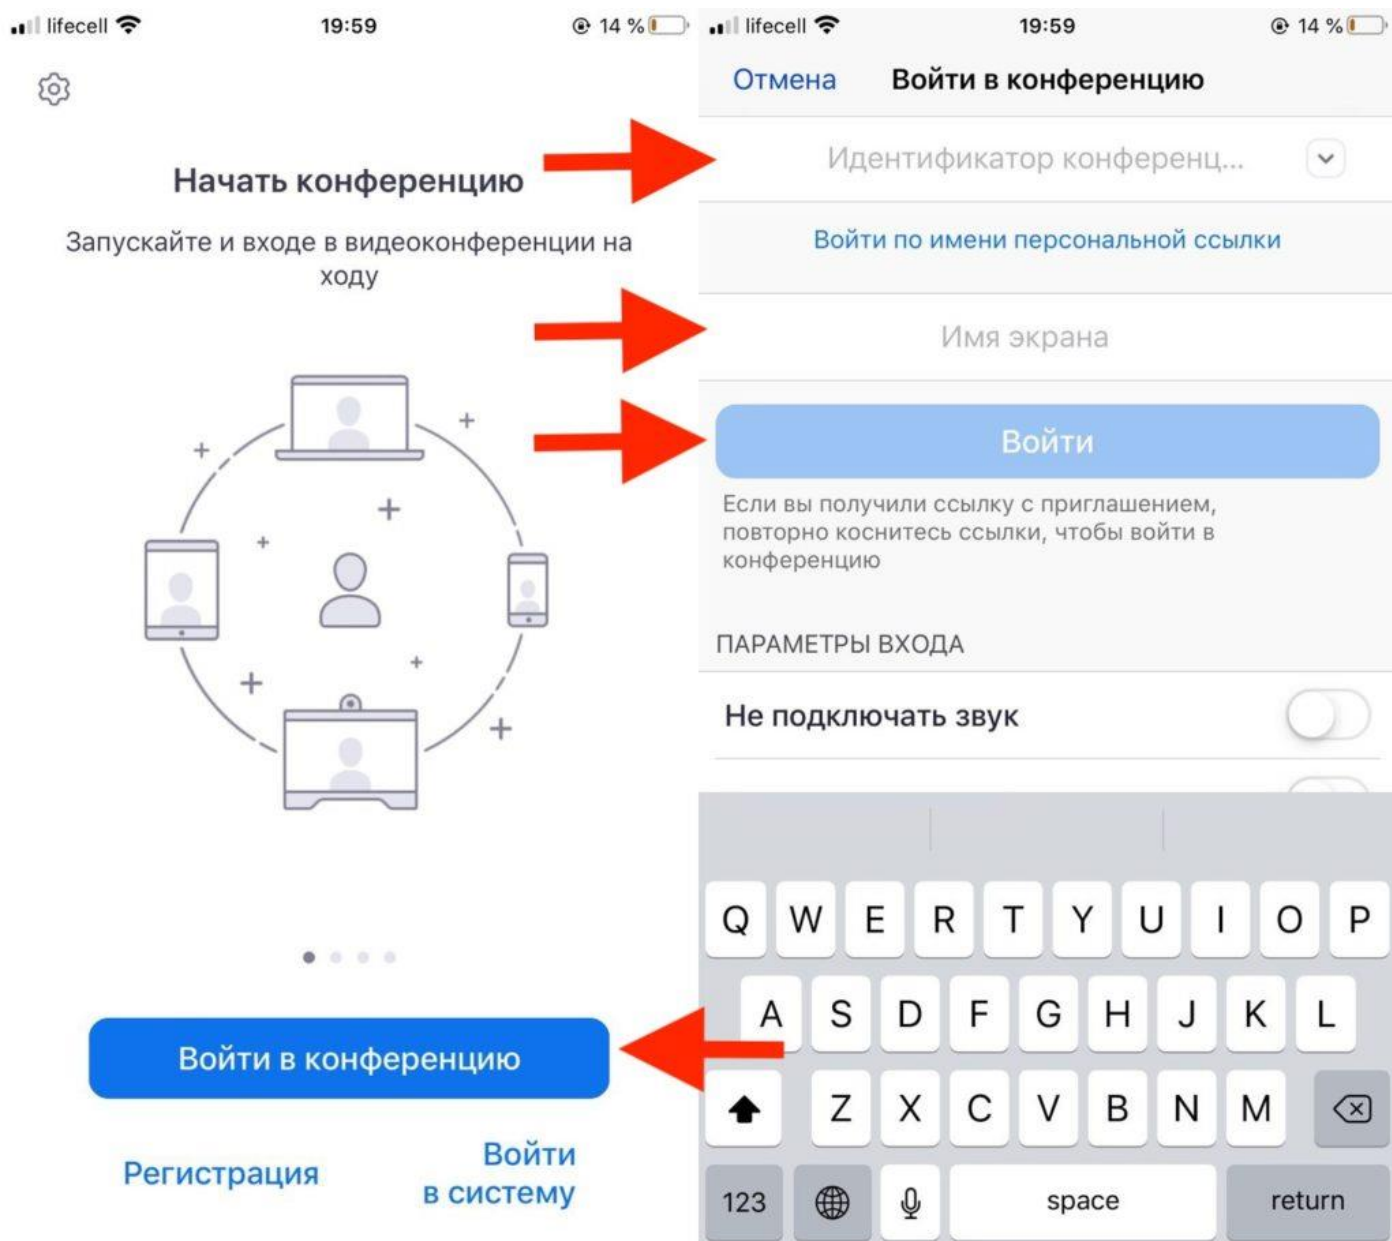 lifecell 19:59 14 %
Начать конференцию
Запускайте и входе в видеоконференции на
ходу
Войти в конференцию
Регистрация
Войти
в систему
lifecell 19:59 14 %
Отмена Войти в конференцию
Идентификатор конференц...
Войти по имени персональной ссылки
Имя экрана
Войти
Если вы получили ссылку с приглашением,
повторно коснитесь ссылки, чтобы войти в
конференцию
ПАРАМЕТРЫ ВХОДА
Не подключать звук
Q W E R T Y U I O P
A S D F G H J K L
Z X C V B N M
123 space return